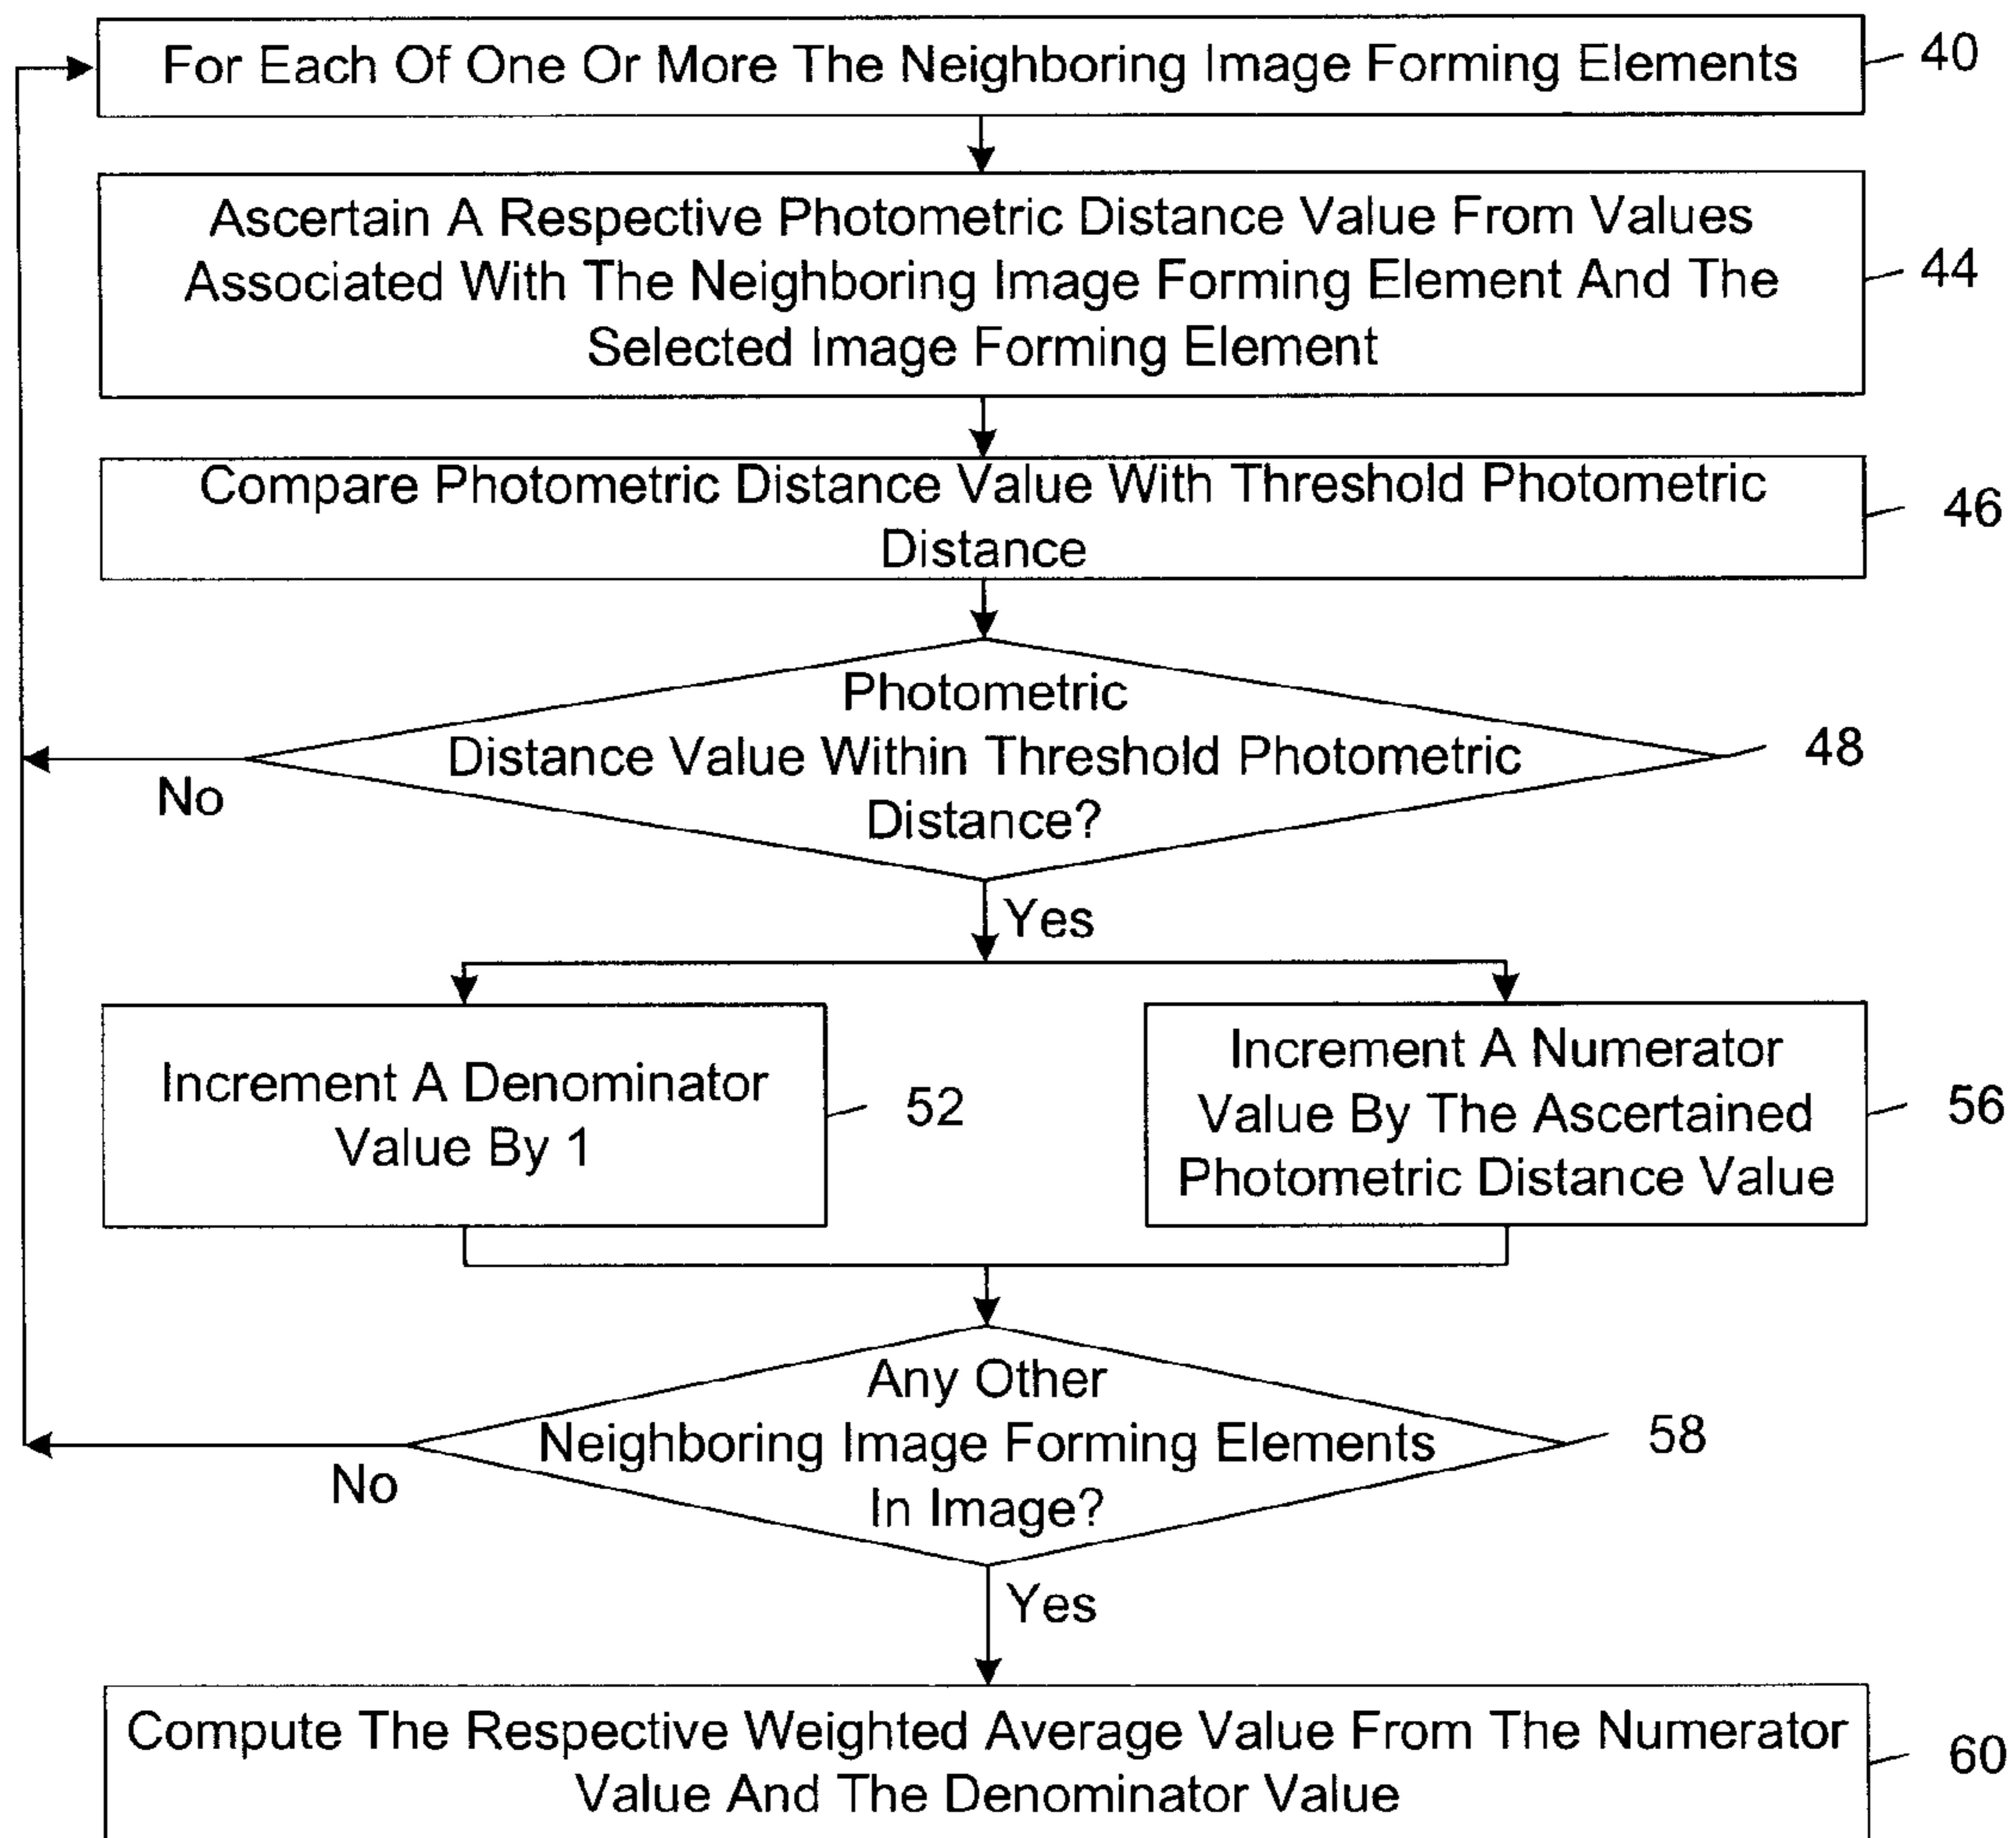 For Each Of One Or More The Neighboring Image Forming Elements
40
Ascertain A Respective Photometric Distance Value From Values
Associated With The Neighboring Image Forming Element And The
Selected Image Forming Element
44
Compare Photometric Distance Value With Threshold Photometric
Distance
46
Photometric
Distance Value Within Threshold Photometric
Distance?
48
No
Yes
Increment A Denominator
Value By 1
52
Increment A Numerator
Value By The Ascertained
Photometric Distance Value
56
Any Other
Neighboring Image Forming Elements
In Image?
58
No
Yes
Compute The Respective Weighted Average Value From The Numerator
Value And The Denominator Value
60